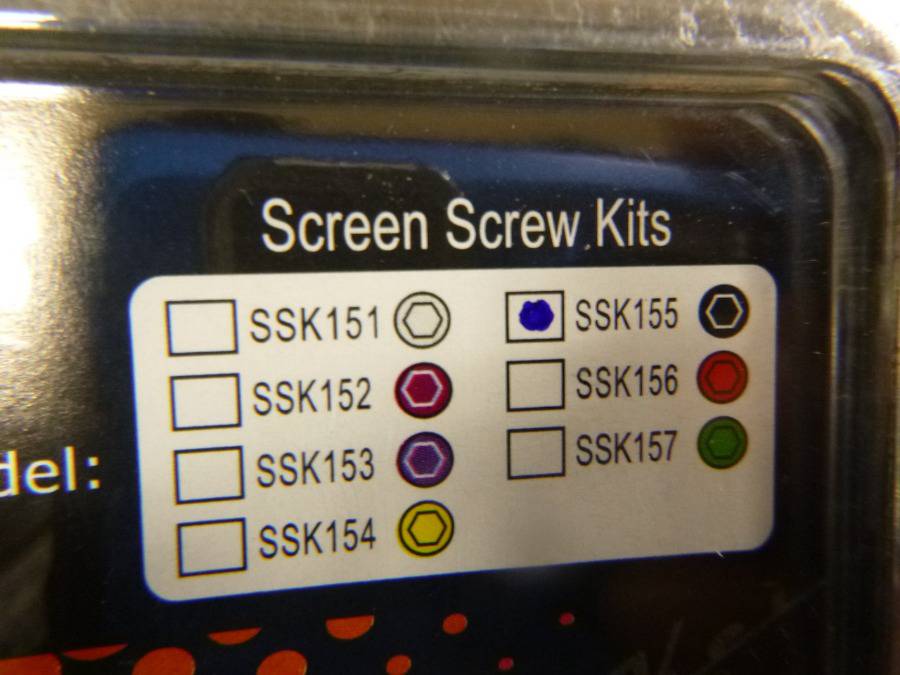 Screen Screw Kits
SSK151
SSK152
SSK153
SSK154
SSK155
SSK156
SSK157
del: